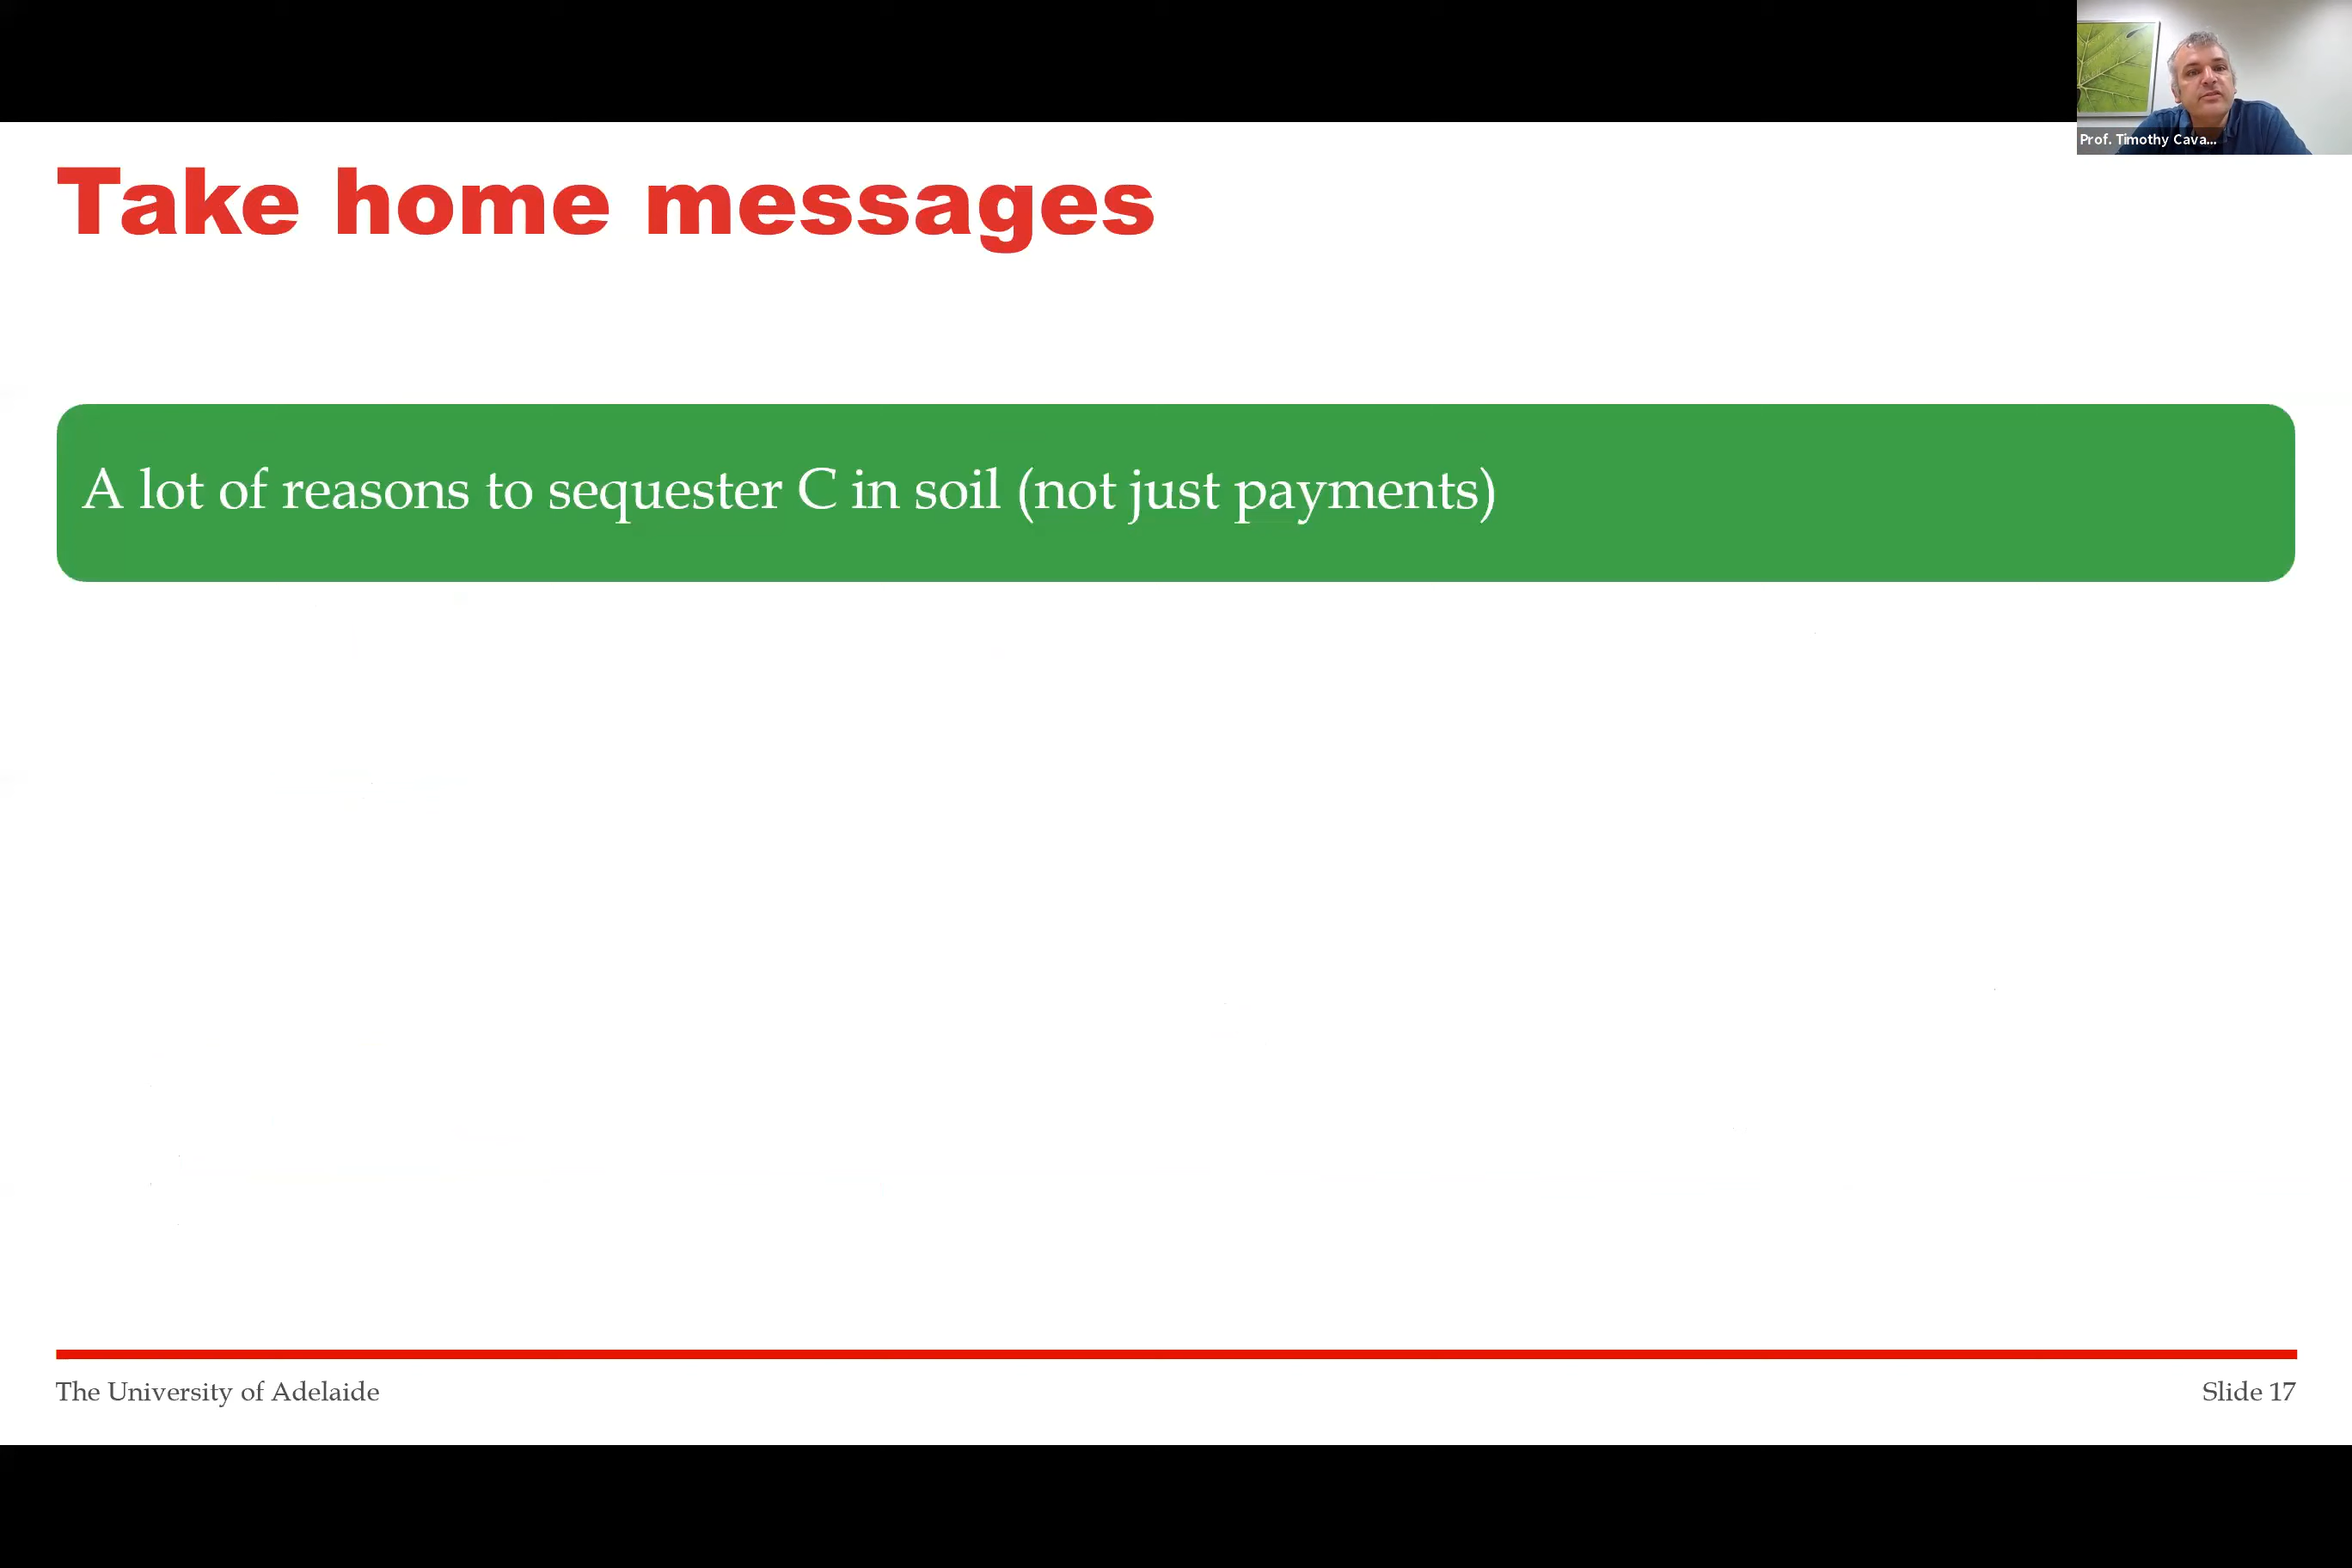 Prof. Timothy Cava...
Take home messages
A lot of reasons to sequester C in soil (not just payments)
The University of Adelaide
Slide 17